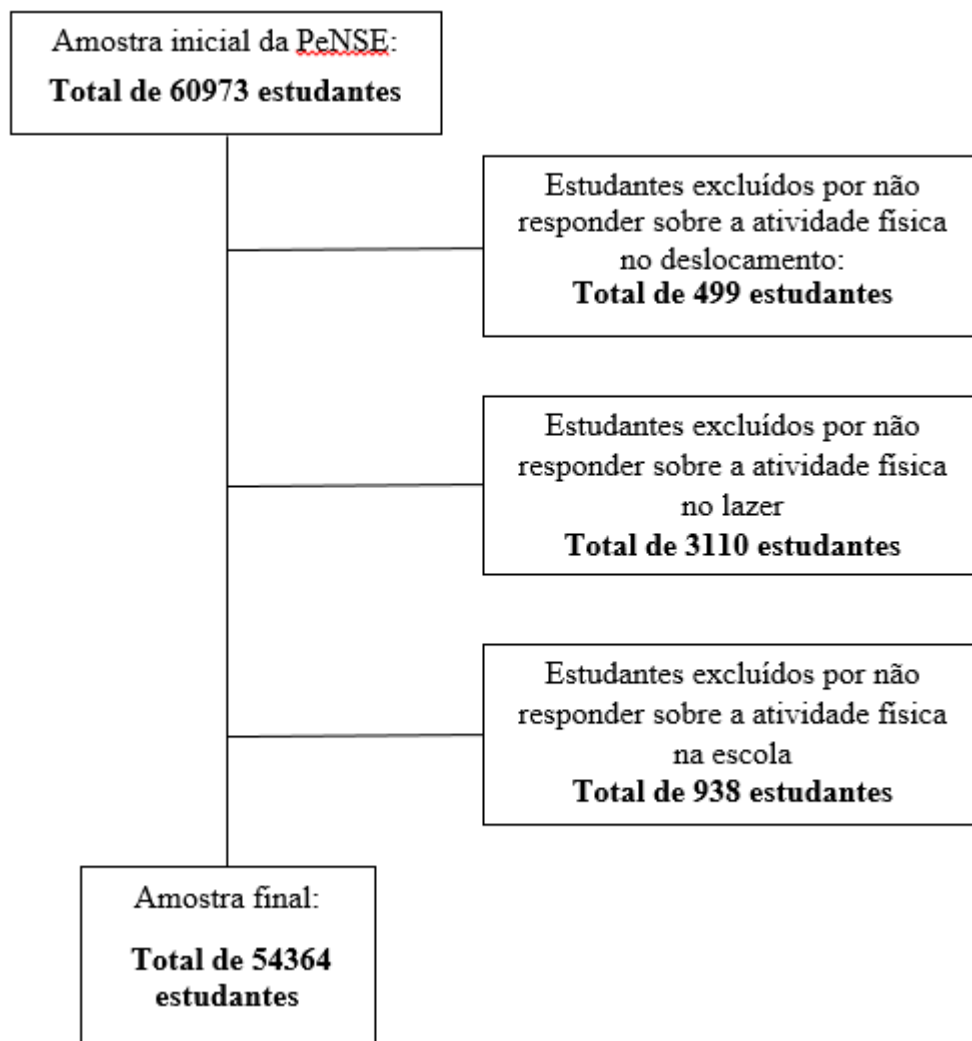 Amostra inicial da PeNSE:
Total de 60973 estudantes
Estudantes excluídos por não
responder sobre a atividade física
no deslocamento:
Total de 499 estudantes
Estudantes excluídos por não
responder sobre a atividade física
no lazer
Total de 3110 estudantes
Estudantes excluídos por não
responder sobre a atividade física
na escola
Total de 938 estudantes
Amostra final:
Total de 54364
estudantes